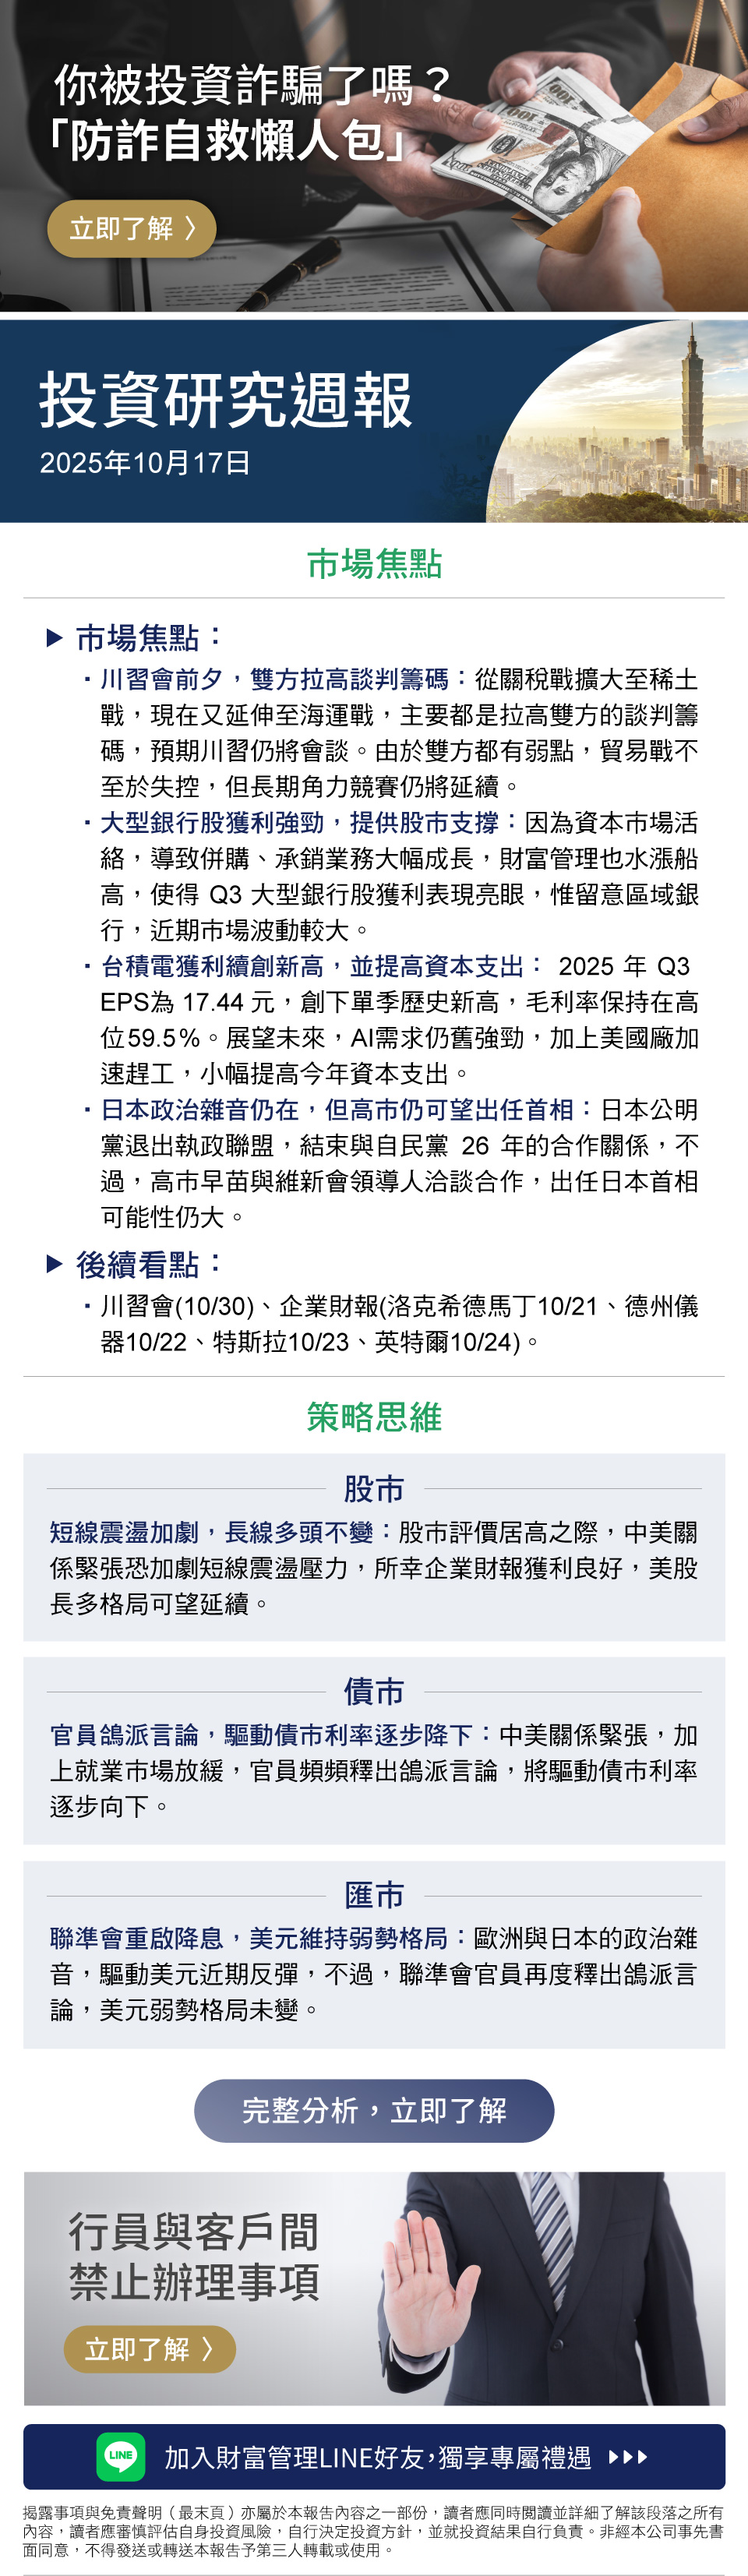 你被投資詐騙了嗎？
「防詐自救懶人包」
立即了解 〉
投資研究週報
2025年10月17日
市場焦點
▶ 市場焦點：
・川習會前夕，雙方拉高談判籌碼：從關稅戰擴大至稀土
戰，現在又延伸至海運戰，主要都是拉高雙方的談判籌
碼，預期川習仍將會談。由於雙方都有弱點，貿易戰不
至於失控，但長期角力競賽仍將延續。
・大型銀行股獲利強勁，提供股市支撐：因為資本市場活
絡，導致併購、承銷業務大幅成長，財富管理也水漲船
高，使得 Q3 大型銀行股獲利表現亮眼，惟留意區域銀
行，近期市場波動較大。
・台積電獲利續創新高，並提高資本支出： 2025 年 Q3
EPS為 17.44 元，創下單季歷史新高，毛利率保持在高
位59.5%。展望未來，AI需求仍舊強勁，加上美國廠加
速趕工，小幅提高今年資本支出。
・日本政治雜音仍在，但高市仍可望出任首相：日本公明
黨退出執政聯盟，結束與自民黨 26 年的合作關係，不
過，高市早苗與維新會領導人洽談合作，出任日本首相
可能性仍大。
▶ 後續看點：
・川習會(10/30)、企業財報(洛克希德馬丁10/21、德州儀
器10/22、特斯拉10/23、英特爾10/24)。
策略思維
股市
短線震盪加劇，長線多頭不變：股市評價居高之際，中美關
係緊張恐加劇短線震盪壓力，所幸企業財報獲利良好，美股
長多格局可望延續。
債市
官員鴿派言論，驅動債市利率逐步降下：中美關係緊張，加
上就業市場放緩，官員頻頻釋出鴿派言論，將驅動債市利率
逐步向下。
匯市
聯準會重啟降息，美元維持弱勢格局：歐洲與日本的政治雜
音，驅動美元近期反彈，不過，聯準會官員再度釋出鴿派言
論，美元弱勢格局未變。
完整分析，立即了解
行員與客戶間
禁止辦理事項
立即了解 〉
LINE 加入財富管理LINE好友，獨享專屬禮遇
揭露事項與免責聲明（最末頁）亦屬於本報告內容之一部份，讀者應同時閱讀並詳細了解該段落之所有
內容，讀者應審慎評估自身投資風險，自行決定投資方針，並就投資結果自行負責。非經本公司事先書
面同意，不得發送或轉送本報告予第三人轉載或使用。